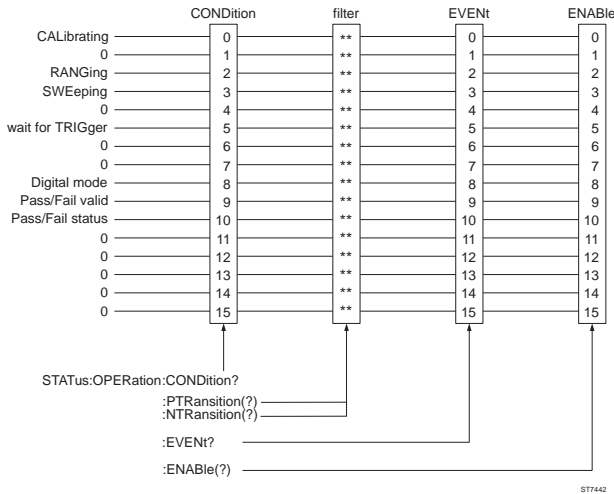 CONDition filter EVENt ENABle
CALibrating 0 ** 0 0
0 1 ** 1 1
RANGing 2 ** 2 2
SWEeping 3 ** 3 3
0 4 ** 4 4
wait for TRIGger 5 ** 5 5
0 6 ** 6 6
0 7 ** 7 7
Digital mode 8 ** 8 8
Pass/Fail valid 9 ** 9 9
Pass/Fail status 10 ** 10 10
0 11 ** 11 11
0 12 ** 12 12
0 13 ** 13 13
0 14 ** 14 14
0 15 ** 15 15
STATus:OPERation:CONDition?
:PTRansition(?)
:NTRansition(?)
:EVENt?
:ENABle(?)
ST7442